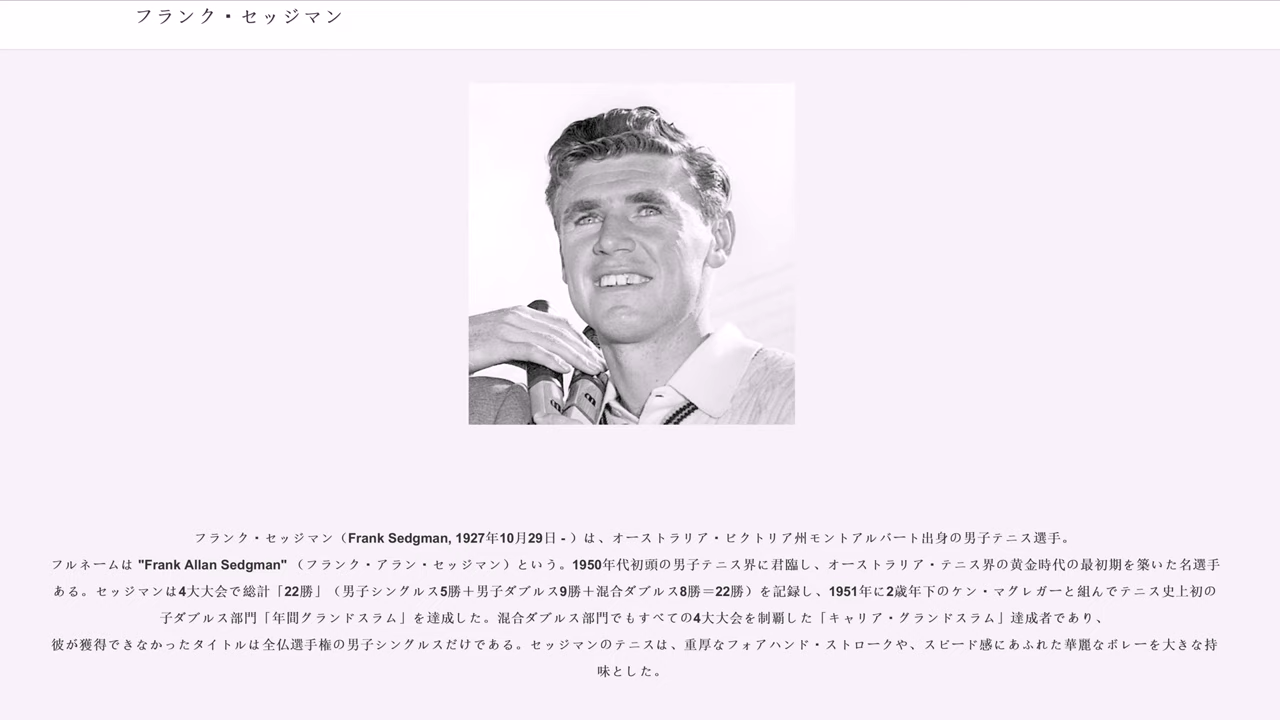 フランク・セッジマン
フランク・セッジマン（Frank Sedgman, 1927年10月29日 - ）は、オーストラリア・ビクトリア州モントアルバート出身の男子テニス選手。
フルネームは "Frank Allan Sedgman" （フランク・アラン・セッジマン）という。1950年代初頭の男子テニス界に君臨し、オーストラリア・テニス界の黄金時代の最初期を築いた名選手
ある。セッジマンは4大大会で総計「22勝」（男子シングルス5勝＋男子ダブルス9勝＋混合ダブルス8勝＝22勝）を記録し、1951年に2歳年下のケン・マグレガーと組んでテニス史上初の
子ダブルス部門「年間グランドスラム」を達成した。混合ダブルス部門でもすべての4大大会を制覇した「キャリア・グランドスラム」達成者であり、
彼が獲得できなかったタイトルは全仏選手権の男子シングルスだけである。セッジマンのテニスは、重厚なフォアハンド・ストロークや、スピード感にあふれた華麗なボレーを大きな持
味とした。